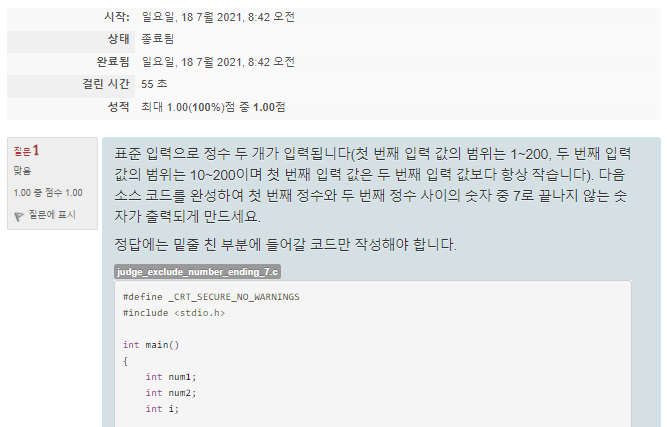 시작: 일요일, 18 7월 2021, 8:42 오전
상태 종료됨
완료됨 일요일, 18 7월 2021, 8:42 오전
걸린 시간 55 초
성적 최대 1.00(100%)점 중 1.00점
질문 1
맞음
1.00 중 점수 1.00
질문에 표시
표준 입력으로 정수 두 개가 입력됩니다(첫 번째 입력 값의 범위는 1~200, 두 번째 입력
값의 범위는 10~200이며 첫 번째 입력 값은 두 번째 입력 값보다 항상 작습니다). 다음
소스 코드를 완성하여 첫 번째 정수와 두 번째 정수 사이의 숫자 중 7로 끝나지 않는 숫
자가 출력되게 만드세요.
정답에는 밑줄 친 부분에 들어갈 코드만 작성해야 합니다.
judge_exclude_number_ending_7.c
#define _CRT_SECURE_NO_WARNINGS
#include <stdio.h>
int main()
{
int num1;
int num2;
int i;